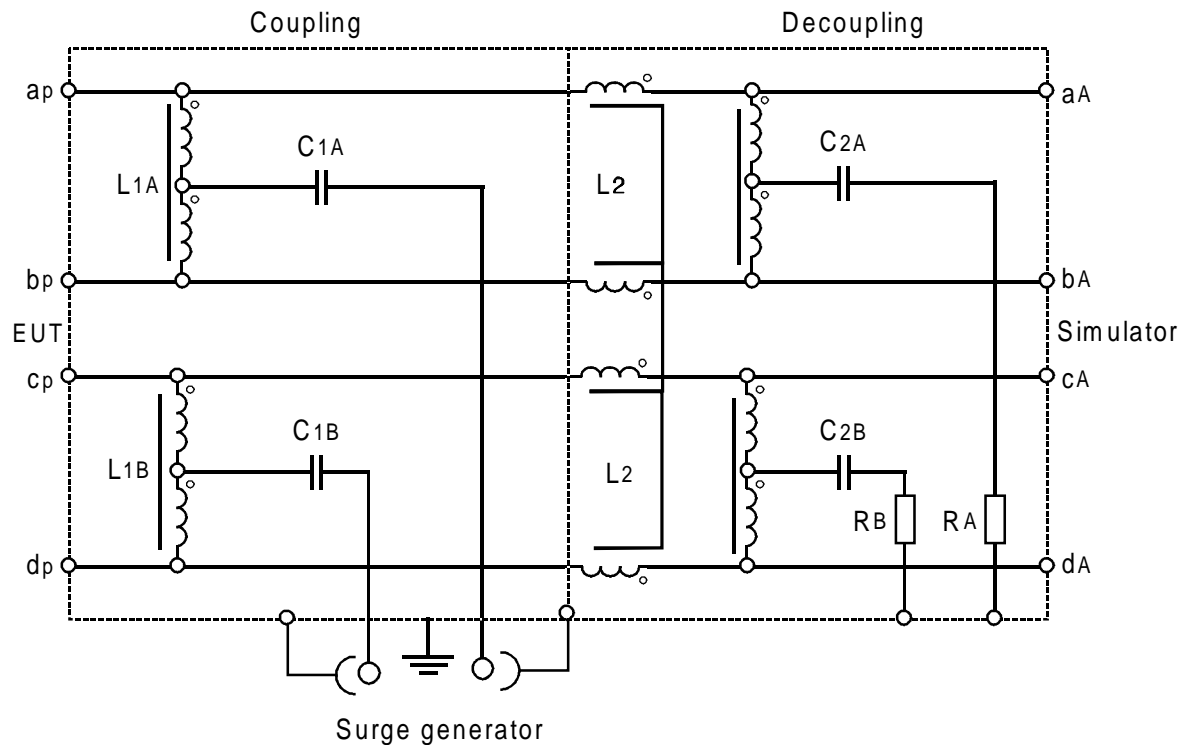 Coupling
Decoupling
ap
aA
C1A
C2A
L1A
L2
bp
bA
EUT
Simulator
cp
cA
C1B
C2B
L1B
L2
RB
RA
dp
dA
Surge generator